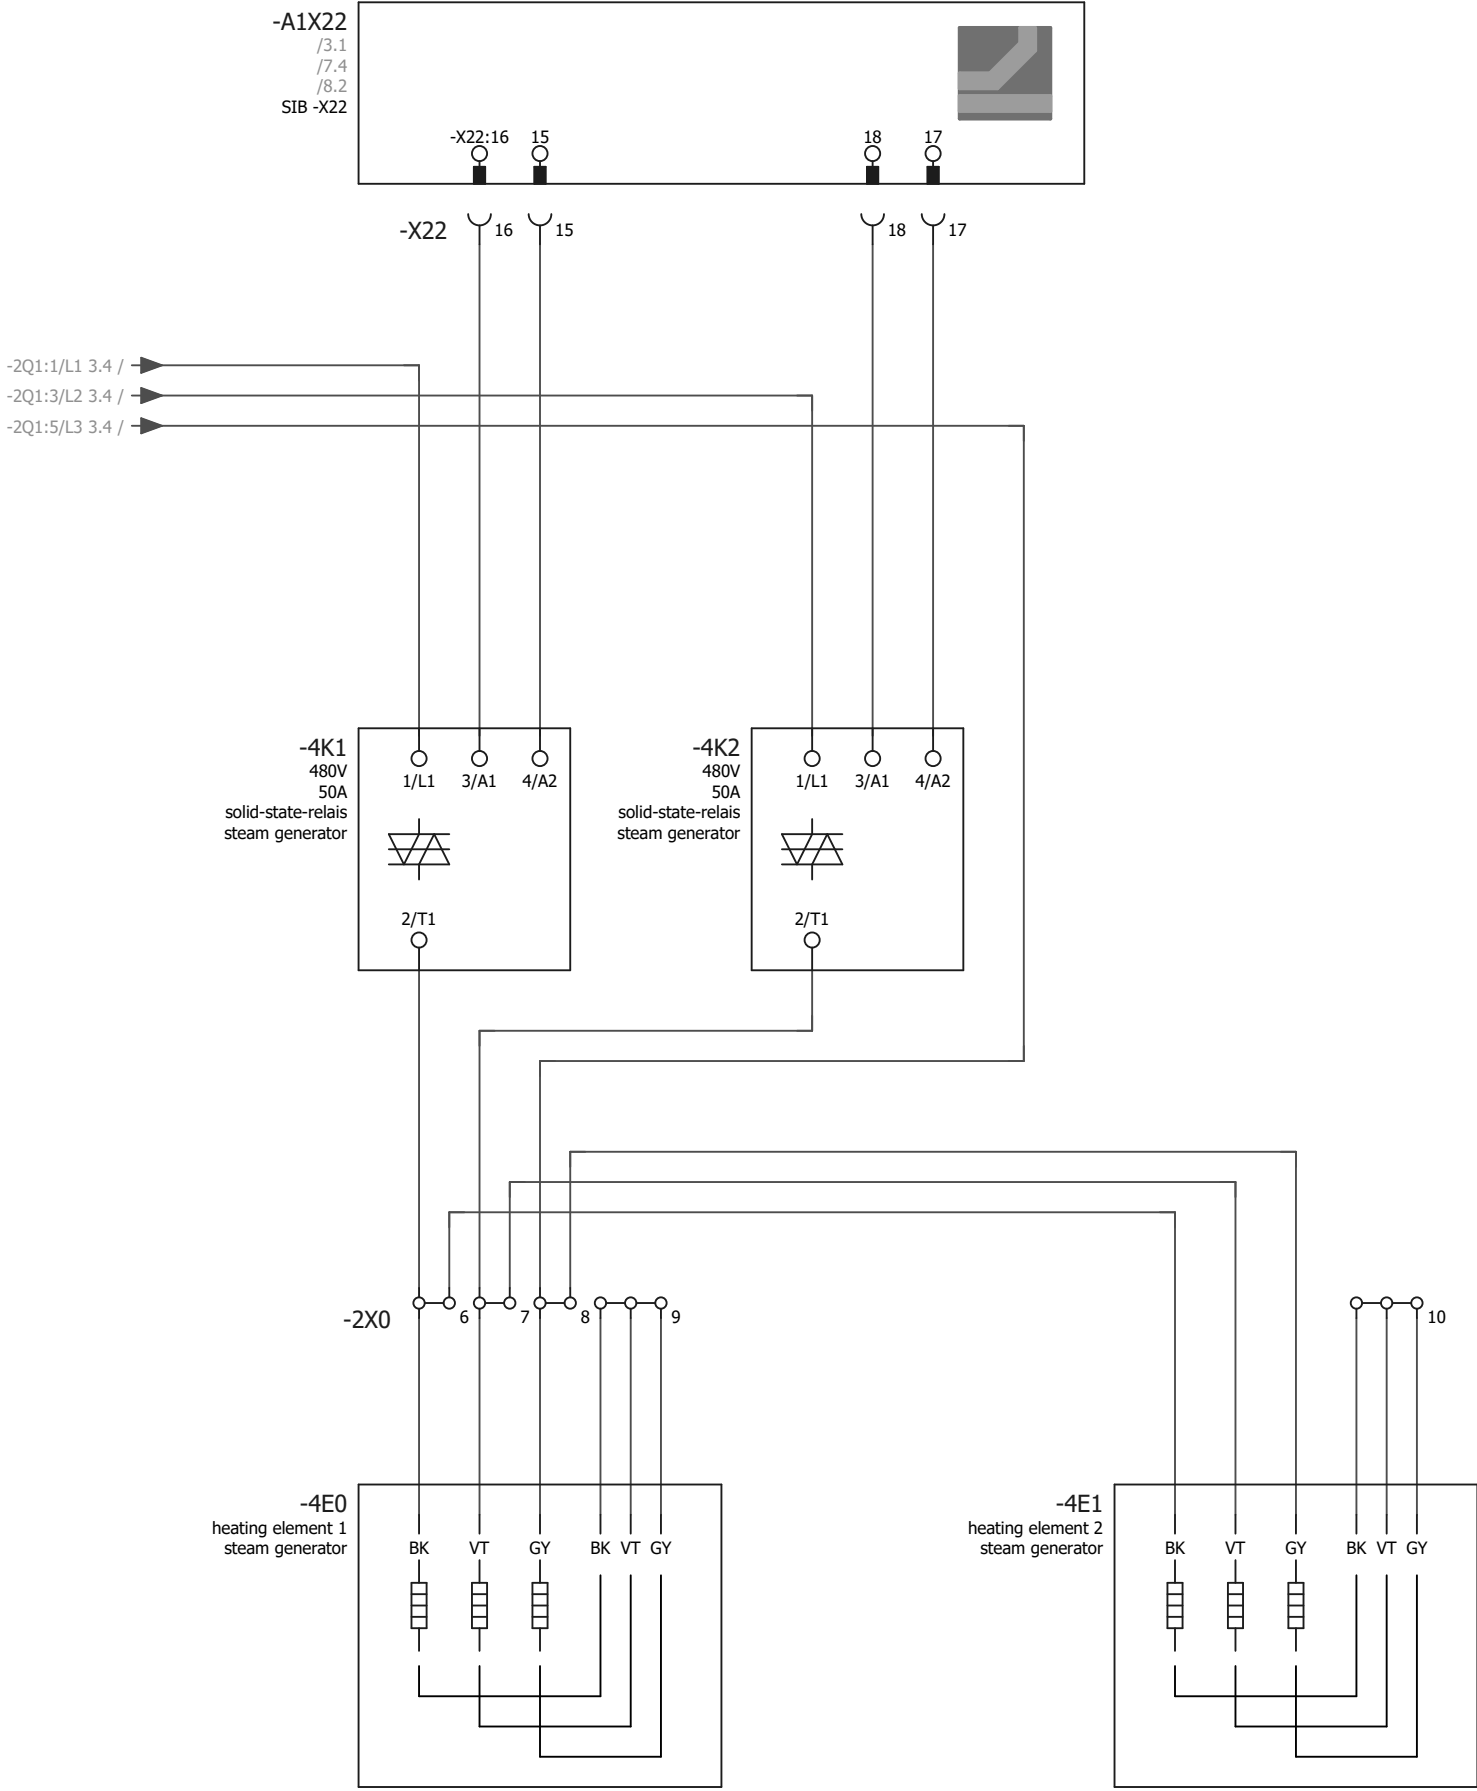 -A1X22
/3.1
/7.4
/8.2
SIB -X22
-X22:16 15 18 17
-X22 16 15 18 17
-2Q1:1/L1 3.4 /
-2Q1:3/L2 3.4 /
-2Q1:5/L3 3.4 /
-4K1
480V
50A
solid-state-relais
steam generator
1/L1 3/A1 4/A2
2/T1
-4K2
480V
50A
solid-state-relais
steam generator
1/L1 3/A1 4/A2
2/T1
-2X0 6 7 8 9 10
-4E0
heating element 1
steam generator
BK VT GY BK VT GY
-4E1
heating element 2
steam generator
BK VT GY BK VT GY